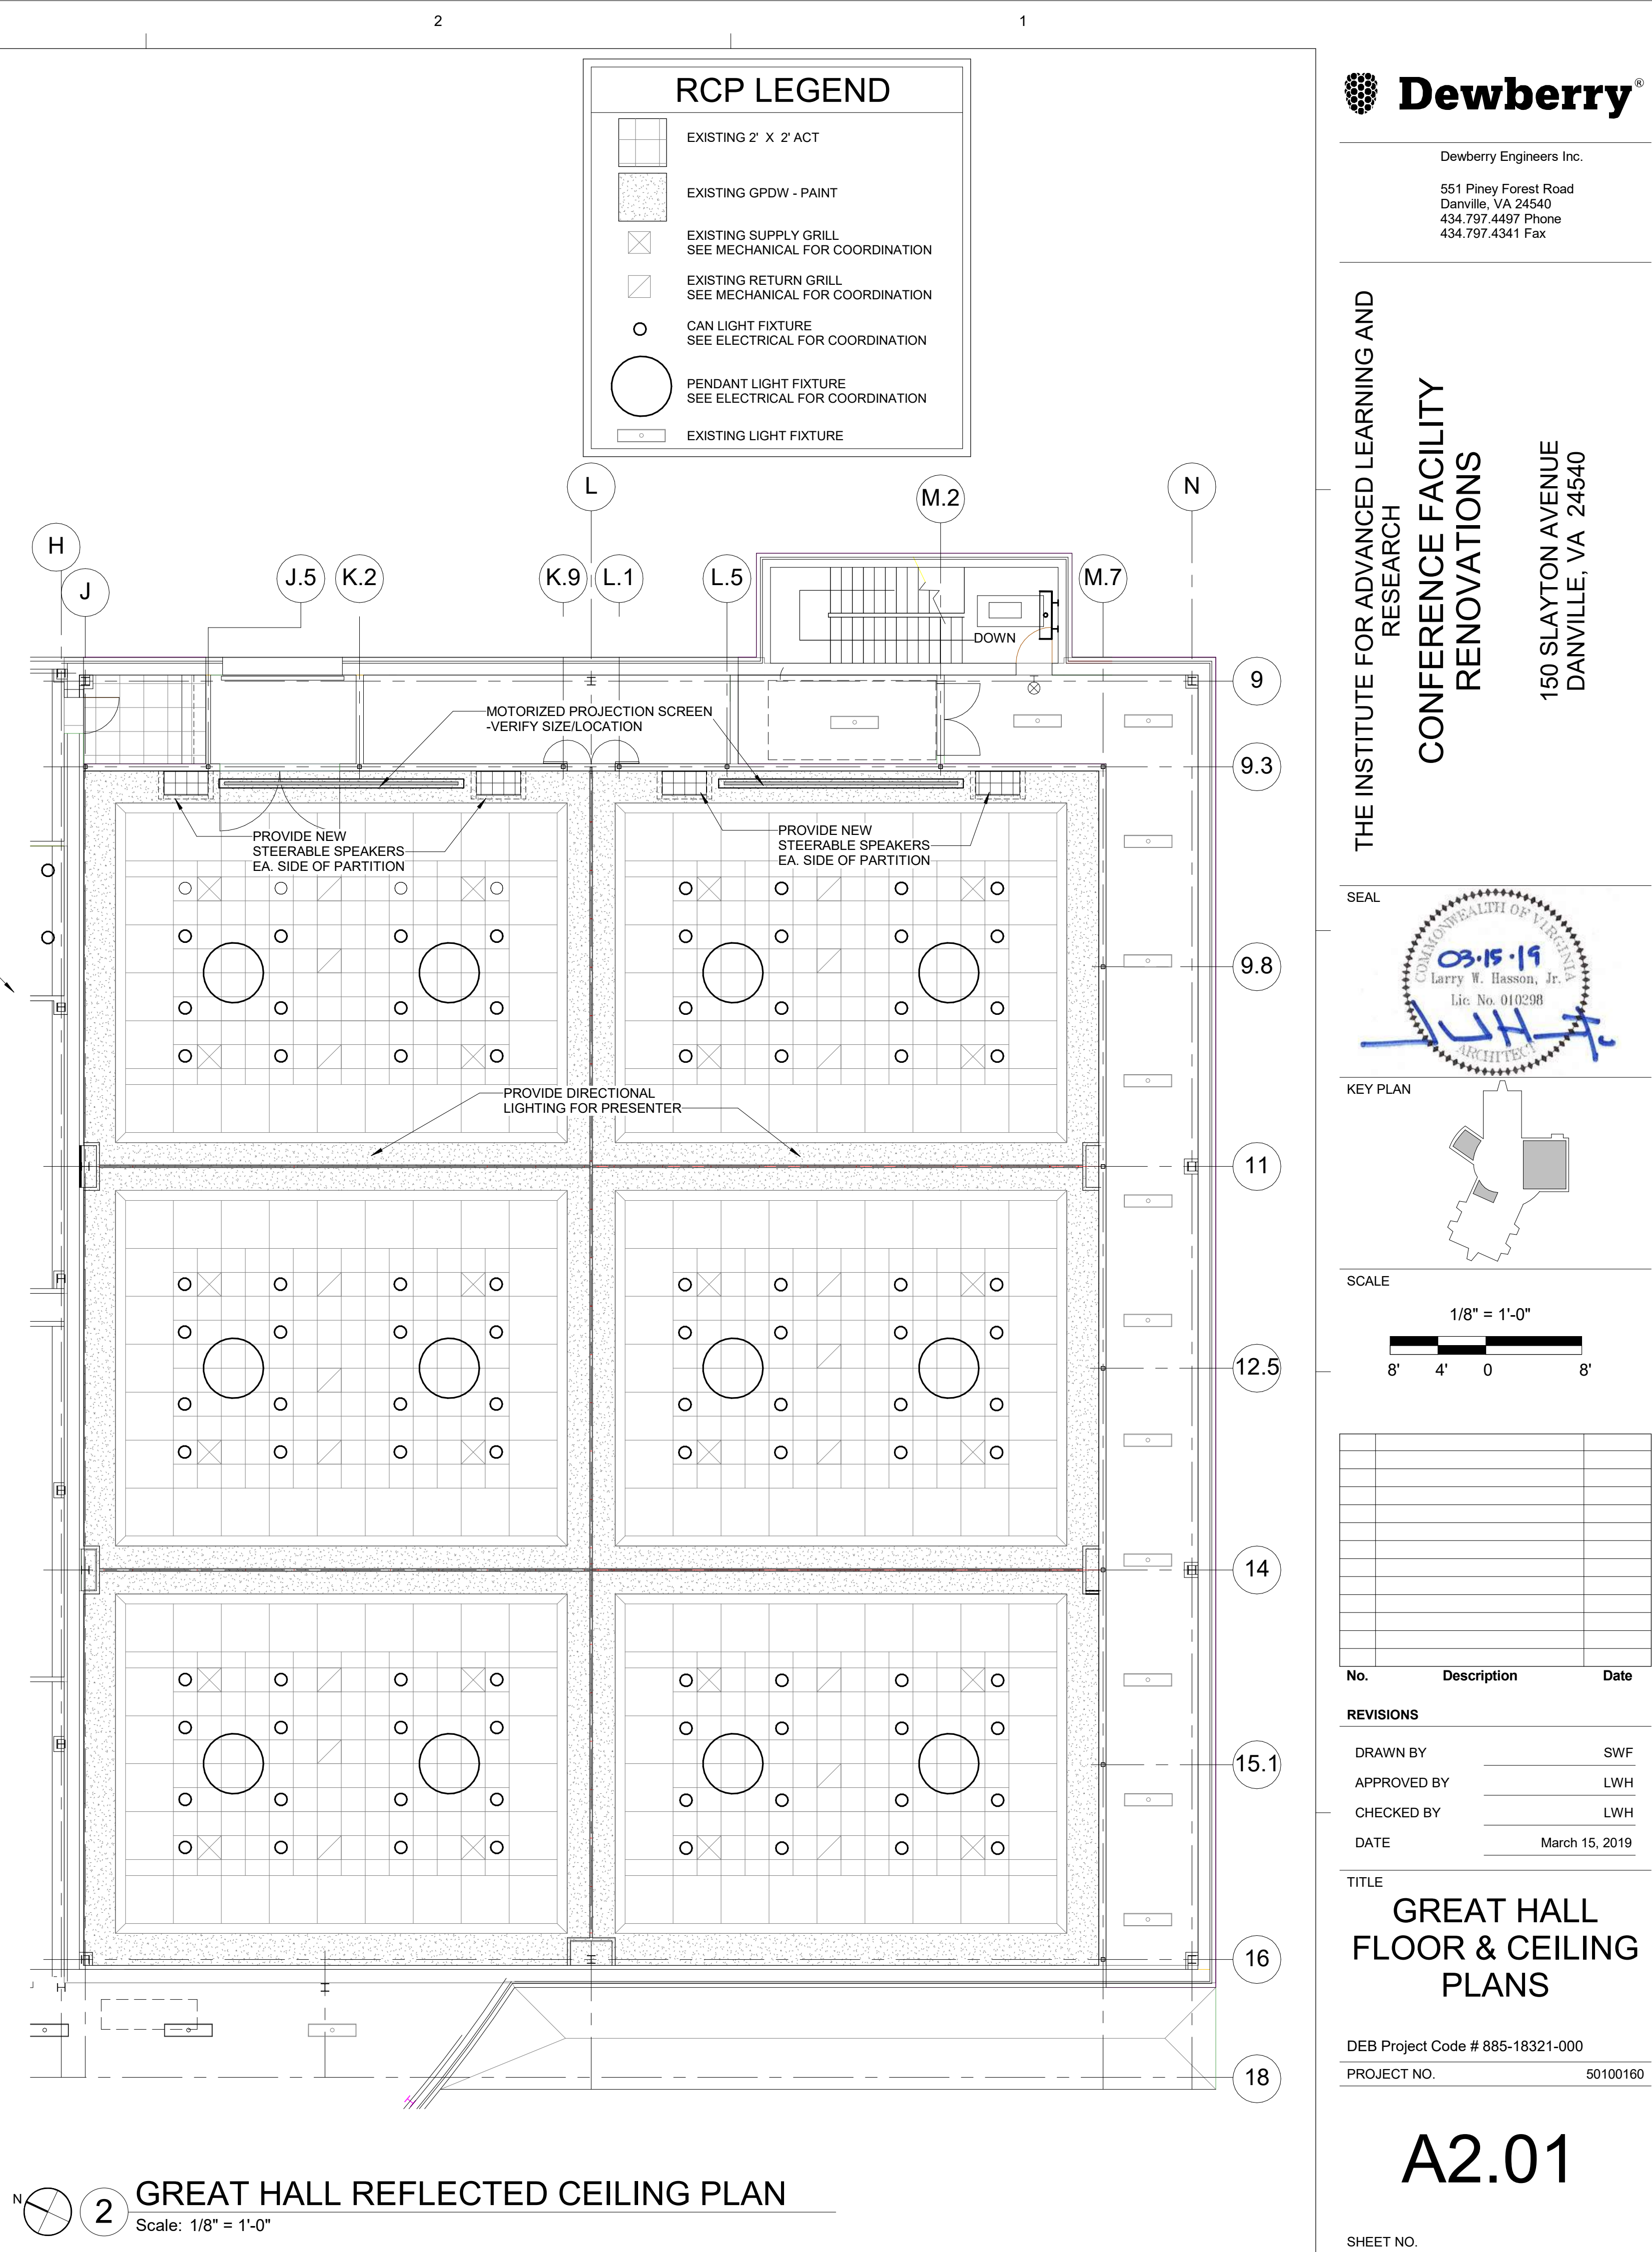 2
1
RCP LEGEND
EXISTING 2' X 2' ACT
EXISTING GPDW - PAINT
EXISTING SUPPLY GRILL
SEE MECHANICAL FOR COORDINATION
EXISTING RETURN GRILL
SEE MECHANICAL FOR COORDINATION
CAN LIGHT FIXTURE
SEE ELECTRICAL FOR COORDINATION
PENDANT LIGHT FIXTURE
SEE ELECTRICAL FOR COORDINATION
EXISTING LIGHT FIXTURE
L
M.2
N
H
J
J.5
K.2
K.9
L.1
L.5
M.7
DOWN
9
MOTORIZED PROJECTION SCREEN
-VERIFY SIZE/LOCATION
9.3
PROVIDE NEW
STEERABLE SPEAKERS
EA. SIDE OF PARTITION
PROVIDE NEW
STEERABLE SPEAKERS
EA. SIDE OF PARTITION
9.8
PROVIDE DIRECTIONAL
LIGHTING FOR PRESENTER
11
12.5
14
15.1
16
18
N
2
GREAT HALL REFLECTED CEILING PLAN
Scale: 1/8" = 1'-0"
Dewberry®
Dewberry Engineers Inc.
551 Piney Forest Road
Danville, VA 24540
434.797.4497 Phone
434.797.4341 Fax
THE INSTITUTE FOR ADVANCED LEARNING AND
RESEARCH
CONFERENCE FACILITY
RENOVATIONS
150 SLAYTON AVENUE
DANVILLE, VA 24540
SEAL
COMMONWEALTH OF VIRGINIA
03·15·19
Larry W. Hasson, Jr.
Lic. No. 010298
ARCHITECT
KEY PLAN
SCALE
1/8" = 1'-0"
8' 4' 0 8'
No. Description Date
REVISIONS
DRAWN BY SWF
APPROVED BY LWH
CHECKED BY LWH
DATE March 15, 2019
TITLE
GREAT HALL
FLOOR & CEILING
PLANS
DEB Project Code # 885-18321-000
PROJECT NO. 50100160
A2.01
SHEET NO.